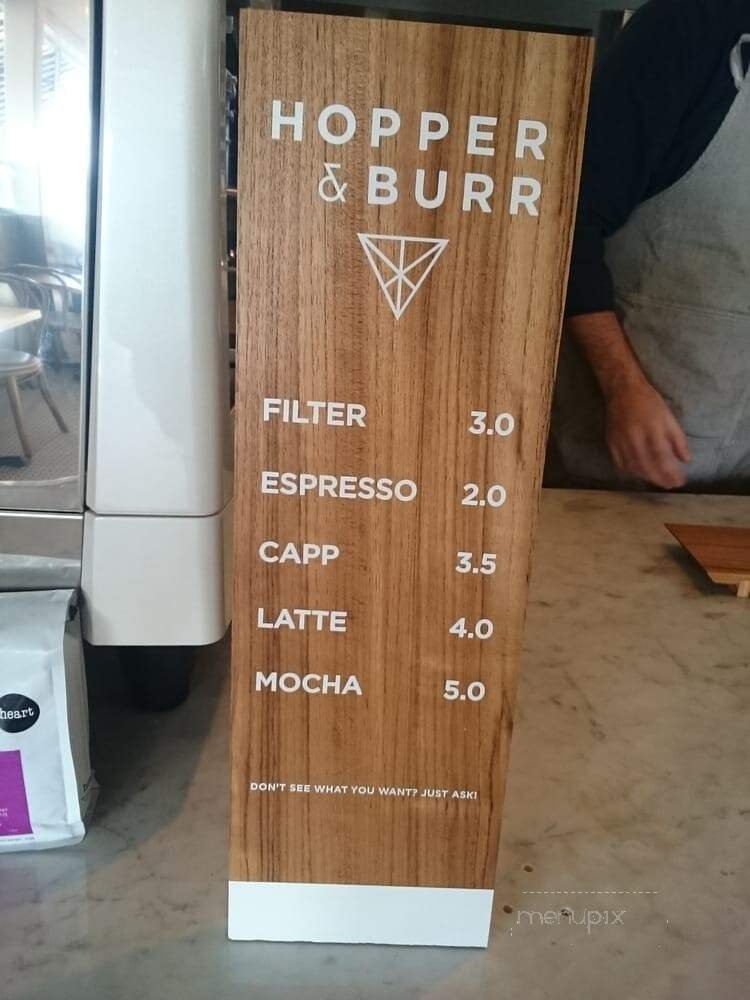 HOPPER
& BURR
FILTER 3.0
ESPRESSO 2.0
CAPP 3.5
LATTE 4.0
MOCHA 5.0
DON'T SEE WHAT YOU WANT? JUST ASK!
heart
menupix